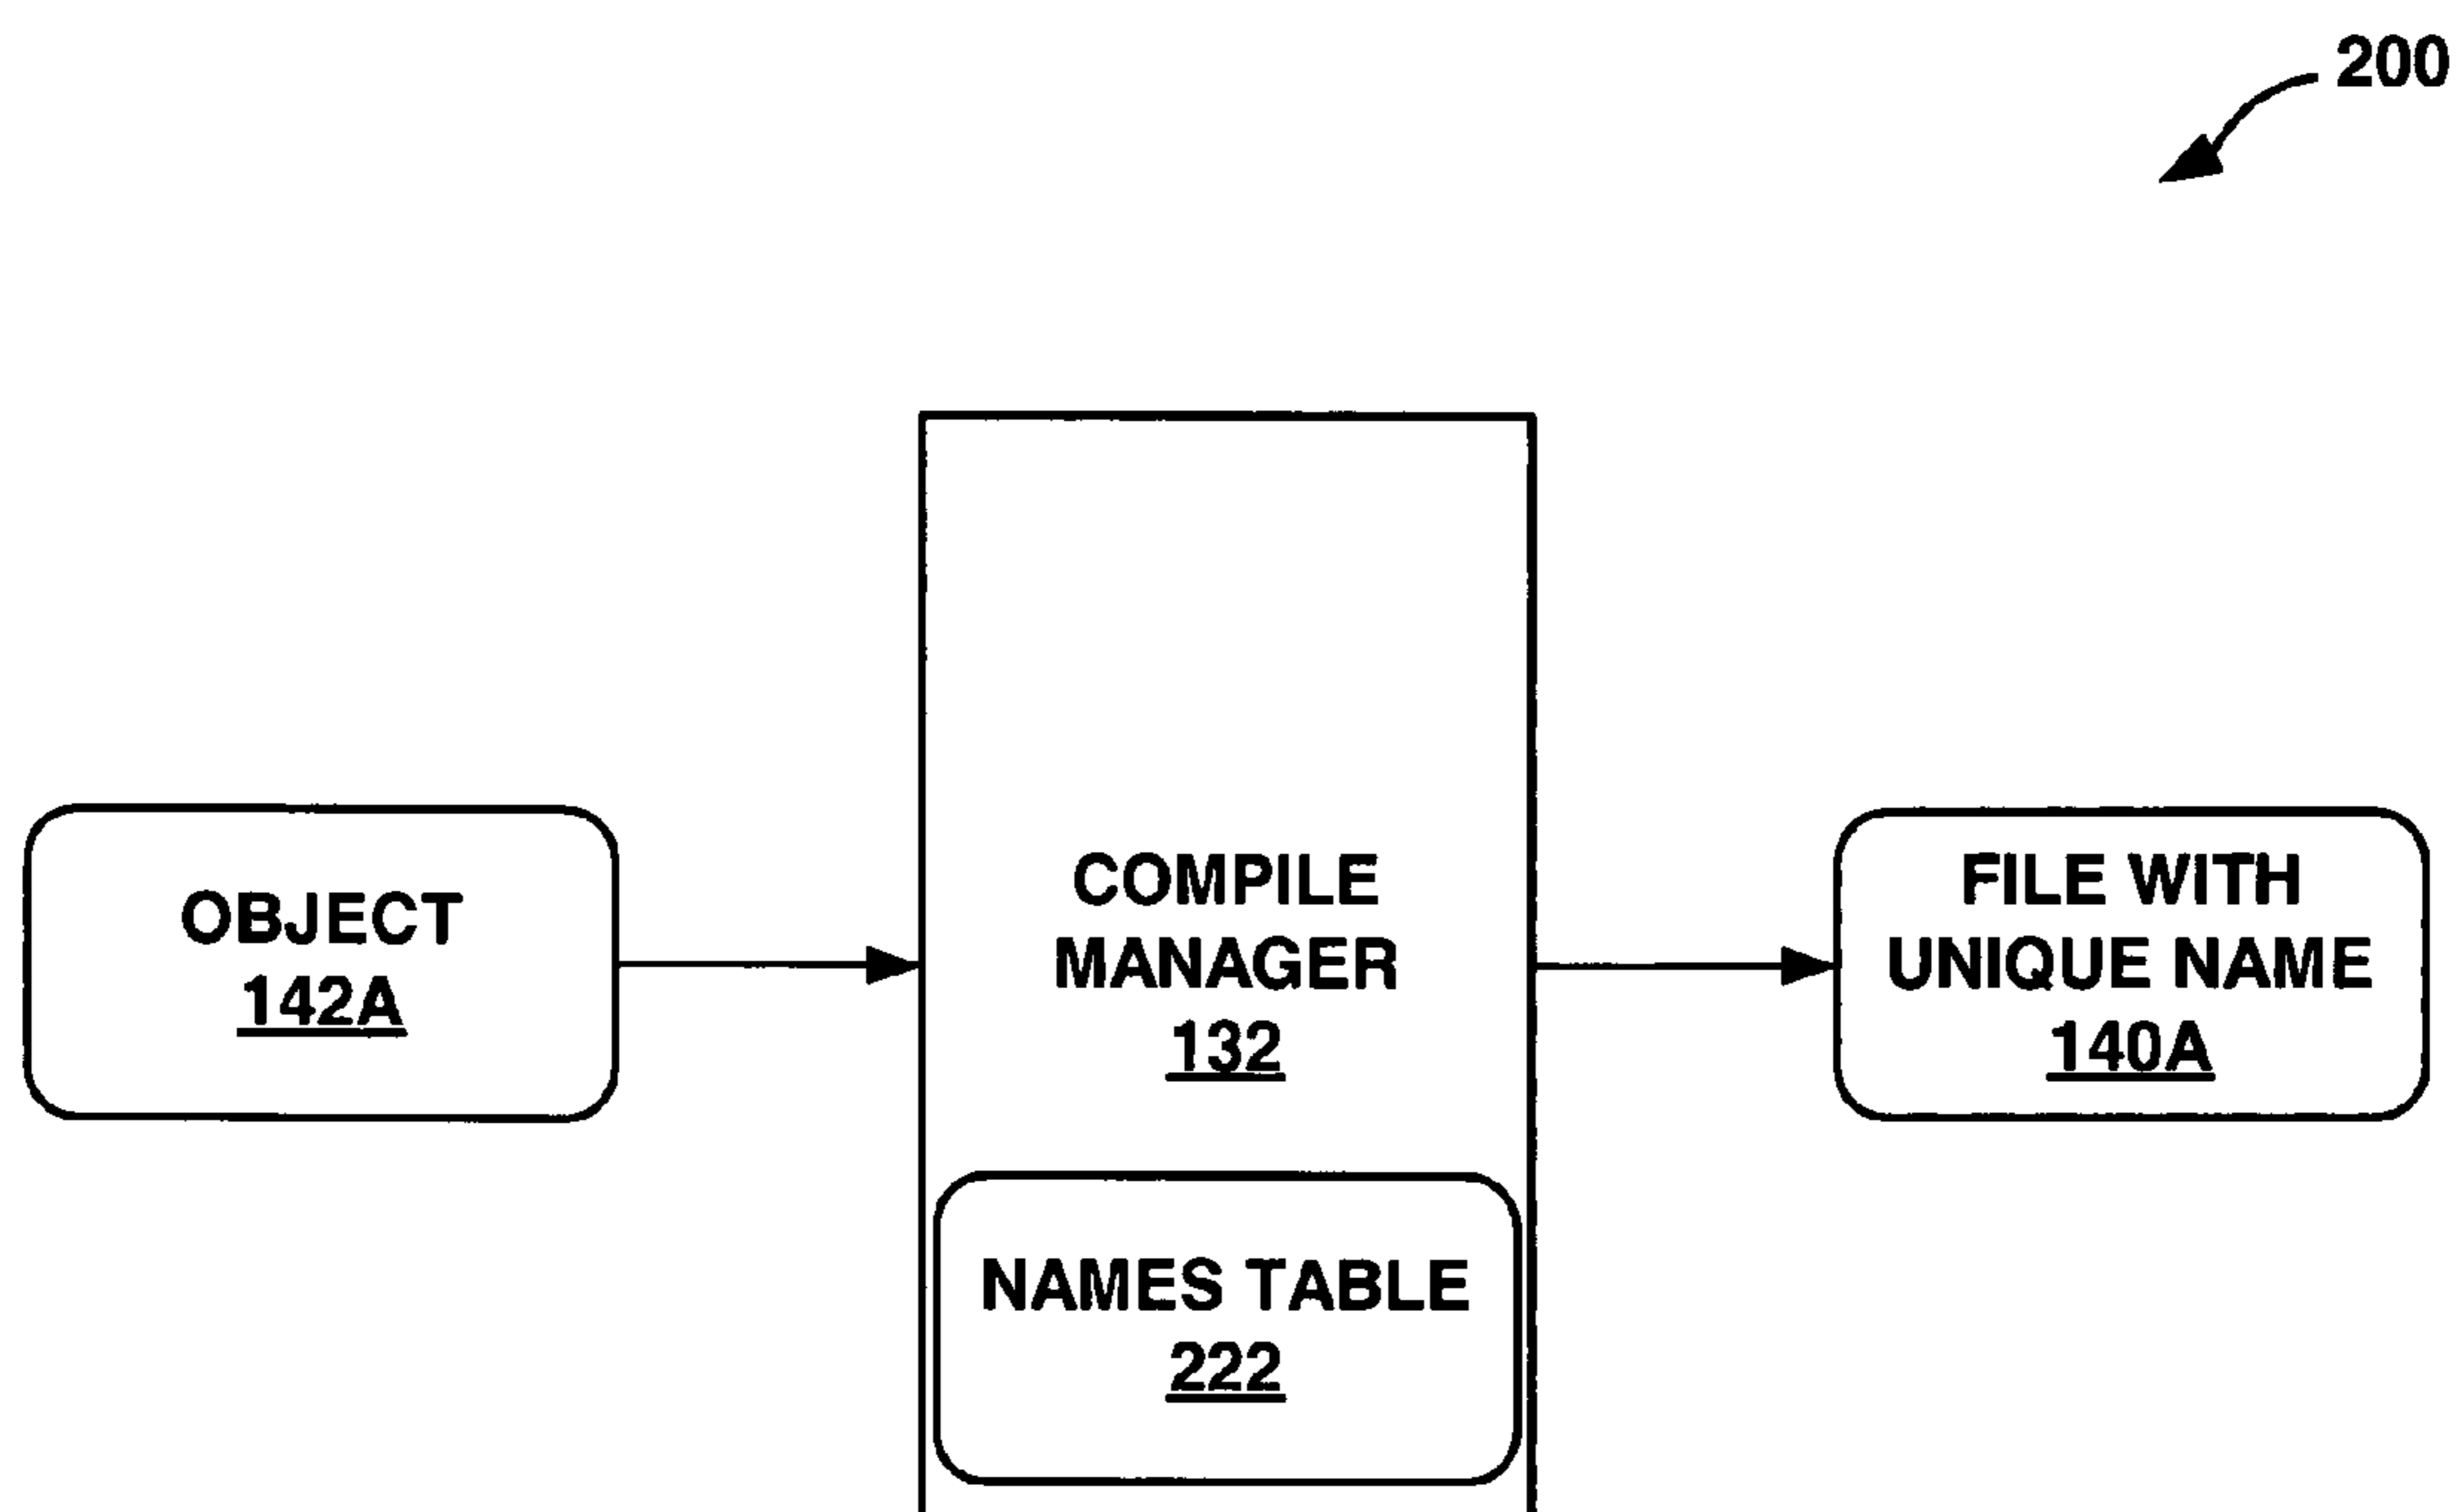 200
OBJECT
142A
COMPILE
MANAGER
132
FILE WITH
UNIQUE NAME
140A
NAMES TABLE
222